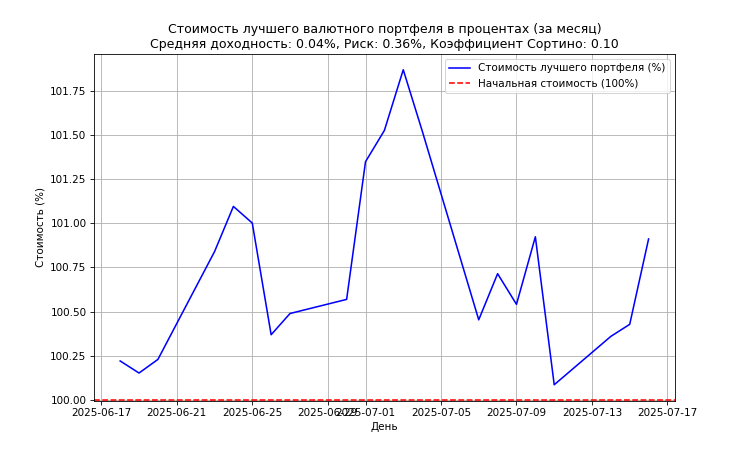 Стоимость лучшего валютного портфеля в процентах (за месяц)
Средняя доходность: 0.04%, Риск: 0.36%, Коэффициент Сортино: 0.10
Стоимость лучшего портфеля (%)
Начальная стоимость (100%)
Стоимость (%)
101.75
101.50
101.25
101.00
100.75
100.50
100.25
100.00
2025-06-17 2025-06-21 2025-06-25 2025-06-29 2025-07-01 2025-07-05 2025-07-09 2025-07-13 2025-07-17
День